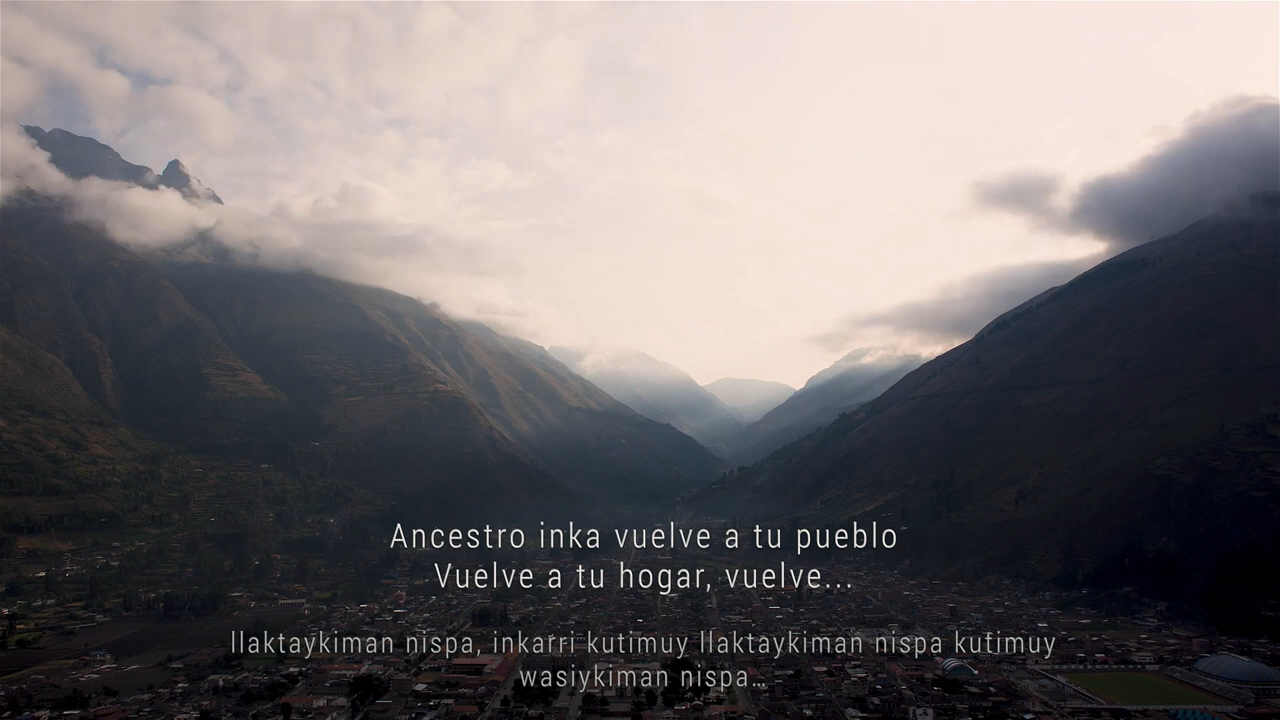 Ancestro inka vuelve a tu pueblo
Vuelve a tu hogar, vuelve...
llaktaykiman nispa, inkarri kutimuy llaktaykiman nispa kutimuy
wasiykiman nispa…